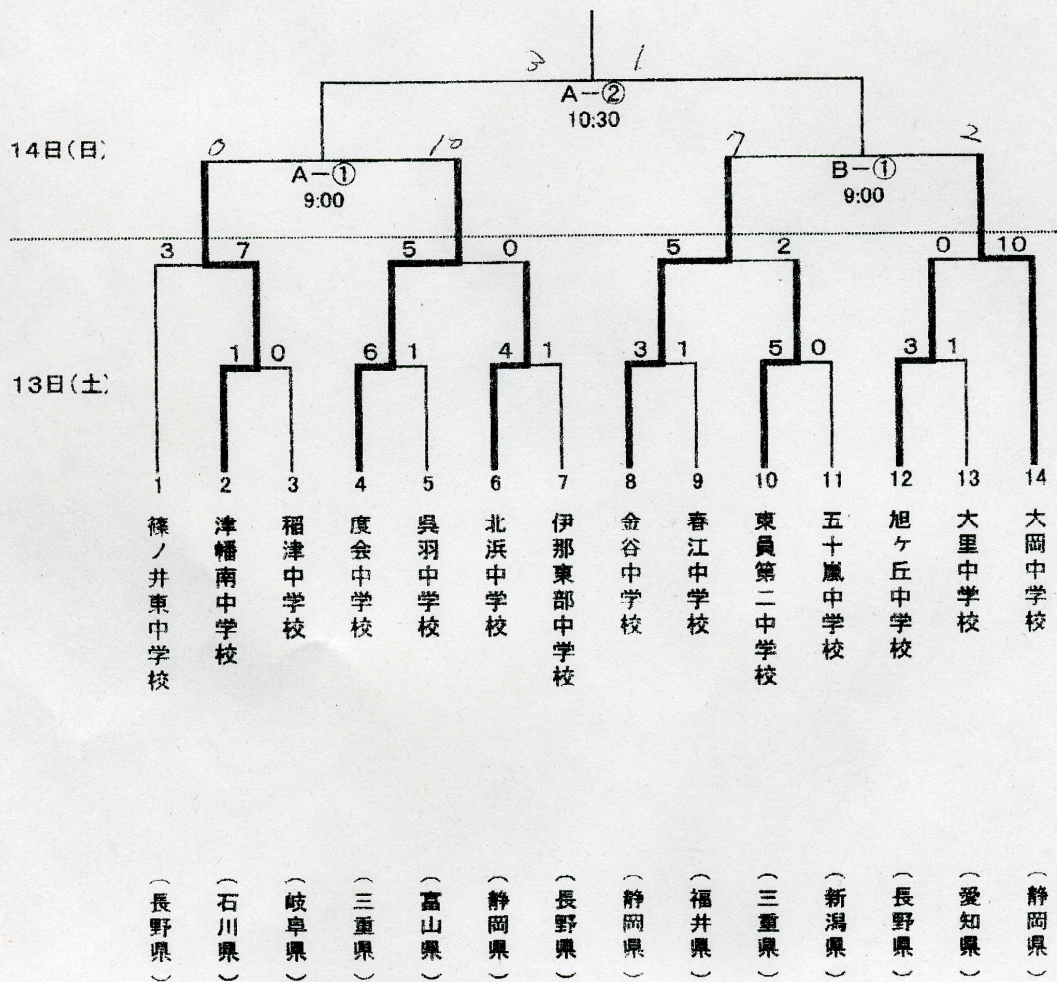 3 1
A-②
10:30
14日(日)
0 10 7 2
A-① B-①
9:00 9:00
3 7 5 0 5 2 0 10
13日(土)
1 0 6 1 4 1 3 1 5 0 3 1
1 2 3 4 5 6 7 8 9 10 11 12 13 14
篠ノ井東中学校
津幡南中学校
稲津中学校
度会中学校
呉羽中学校
北浜中学校
伊那東部中学校
金谷中学校
春江中学校
東員第二中学校
五十嵐中学校
旭ヶ丘中学校
大里中学校
大岡中学校
(長野県)
(石川県)
(岐阜県)
(三重県)
(富山県)
(静岡県)
(長野県)
(静岡県)
(福井県)
(三重県)
(新潟県)
(長野県)
(愛知県)
(静岡県)